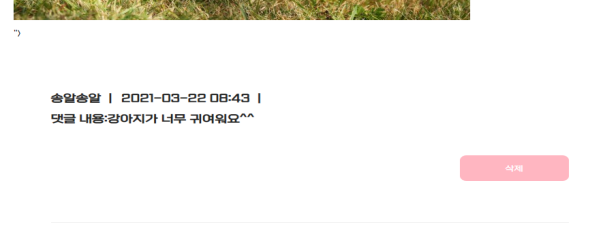 ")
송알송알 | 2021-03-22 08:43 |
댓글 내용:강아지가 너무 귀여워요^^
삭제